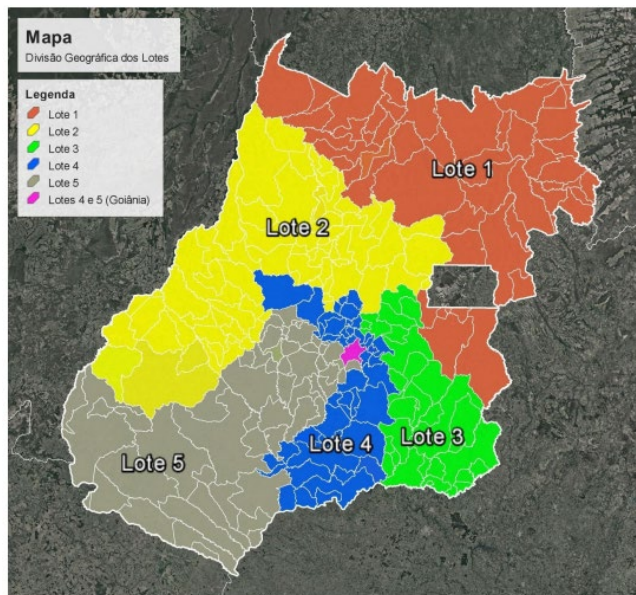 Mapa
Divisão Geográfica dos Lotes
Legenda
Lote 1
Lote 2
Lote 3
Lote 4
Lote 5
Lotes 4 e 5 (Goiânia)
Lote 1
Lote 2
Lote 3
Lote 4
Lote 5